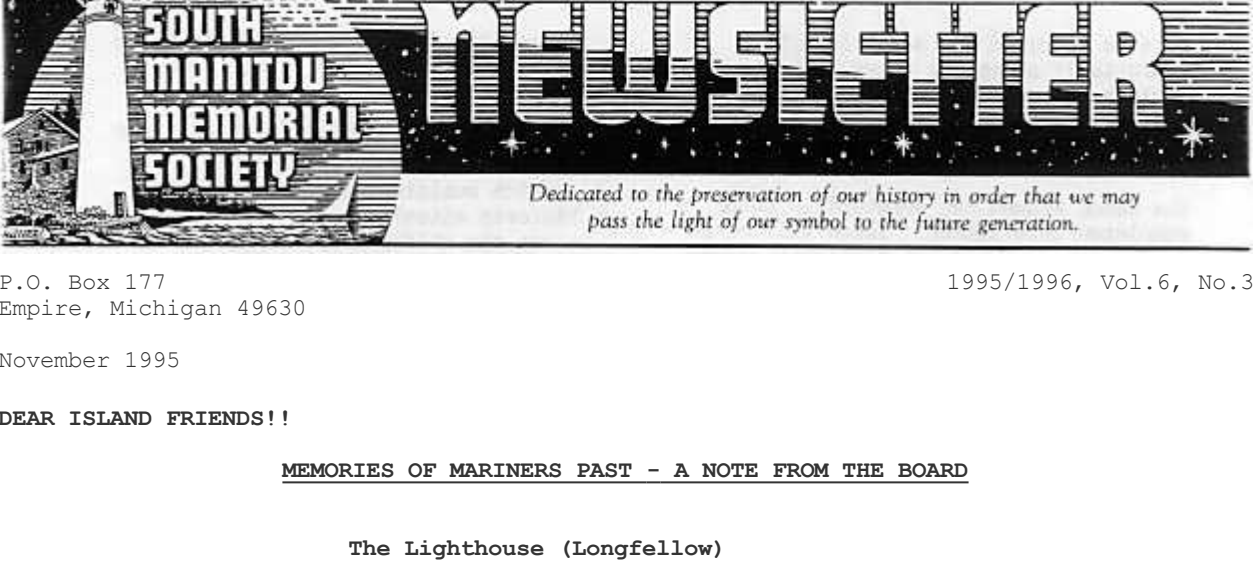 SOUTH
MANITOU
MEMORIAL
SOCIETY
NEWSLETTER
Dedicated to the preservation of our history in order that we may
pass the light of our symbol to the future generation.
P.O. Box 177 1995/1996, Vol.6, No.3
Empire, Michigan 49630
November 1995
DEAR ISLAND FRIENDS!!
MEMORIES OF MARINERS PAST - A NOTE FROM THE BOARD
The Lighthouse (Longfellow)